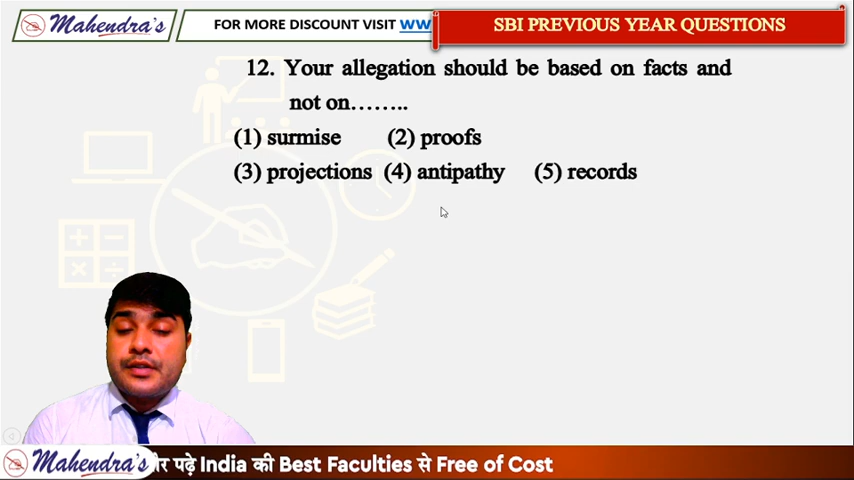 Mahendra's
FOR MORE DISCOUNT VISIT WW
SBI PREVIOUS YEAR QUESTIONS
12. Your allegation should be based on facts and
not on……..
(1) surmise (2) proofs
(3) projections (4) antipathy (5) records
Mahendra's
र पढ़े India की Best Faculties से Free of Cost